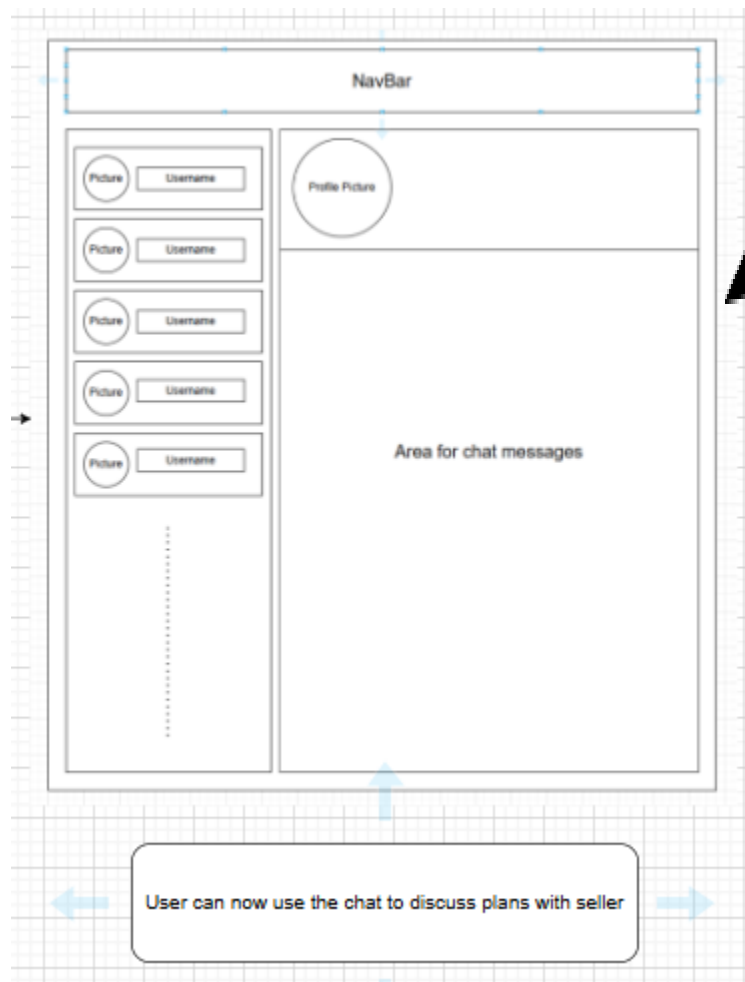 NavBar
Picture
Username
Profile Picture
Picture
Username
Picture
Username
Picture
Username
Picture
Username
Area for chat messages
User can now use the chat to discuss plans with seller